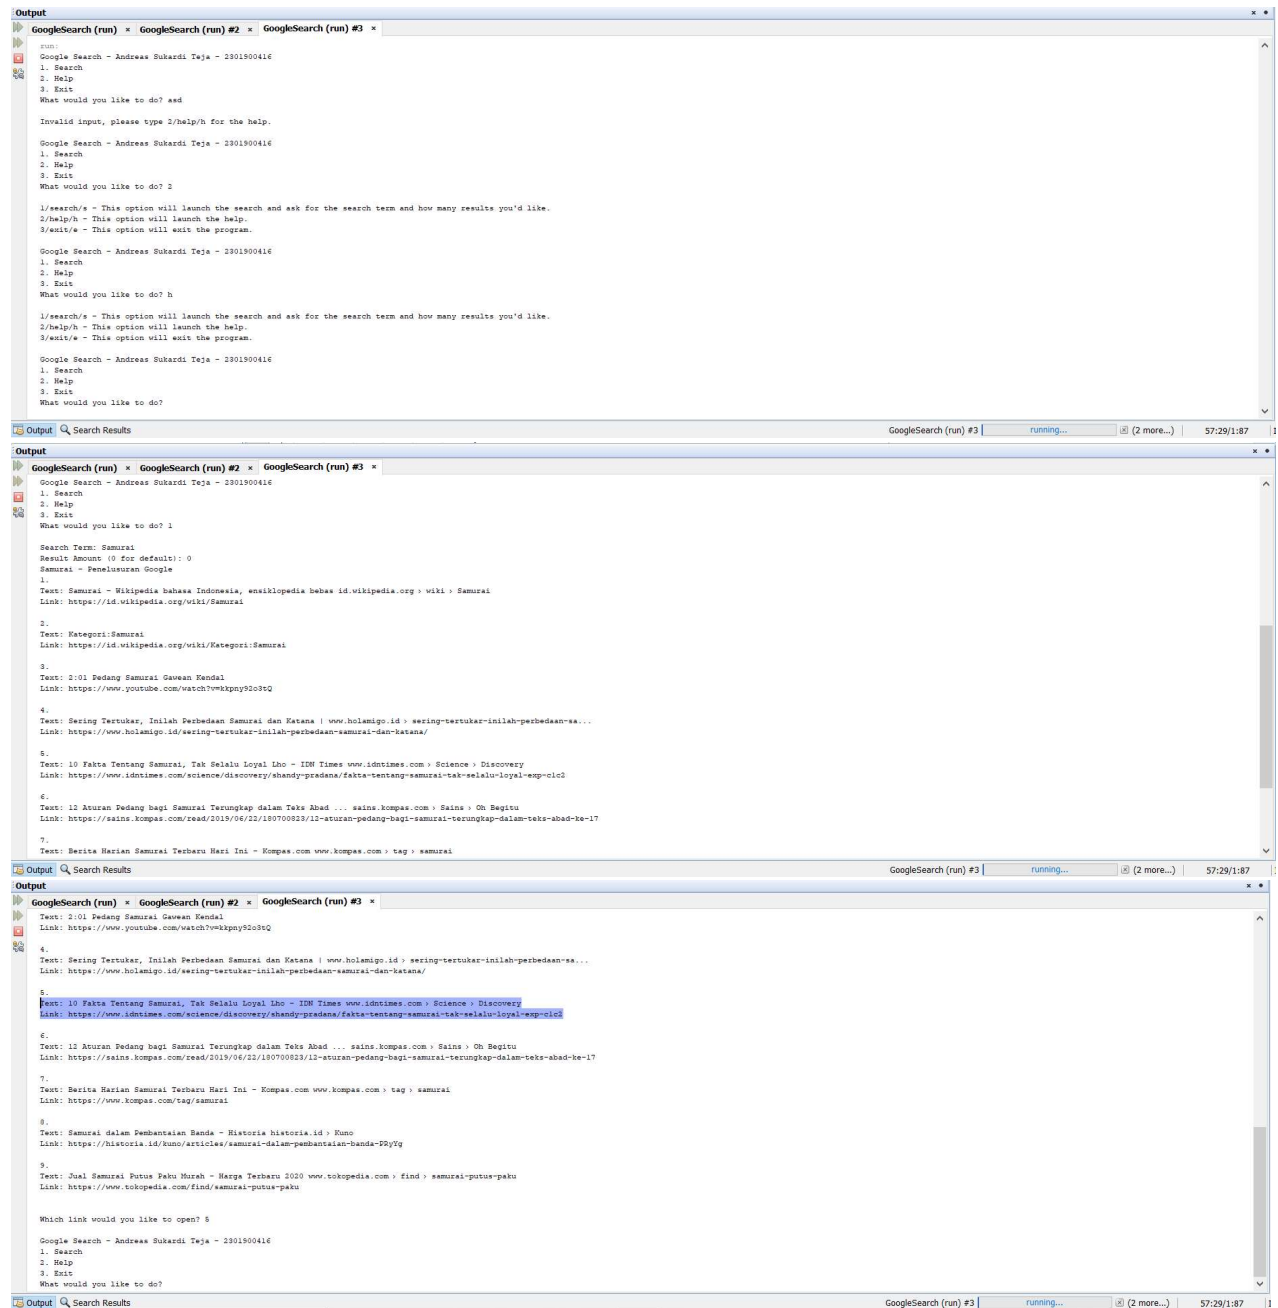 Output
GoogleSearch (run) × GoogleSearch (run) #2 × GoogleSearch (run) #3 ×
run:
Google Search - Andreas Sukardi Teja - 2301900416
1. Search
2. Help
3. Exit
What would you like to do? asd
Invalid input, please type 2/help/h for the help.
Google Search - Andreas Sukardi Teja - 2301900416
1. Search
2. Help
3. Exit
What would you like to do? 2
1/search/s - This option will launch the search and ask for the search term and how many results you'd like.
2/help/h - This option will launch the help.
3/exit/e - This option will exit the program.
Google Search - Andreas Sukardi Teja - 2301900416
1. Search
2. Help
3. Exit
What would you like to do? h
1/search/s - This option will launch the search and ask for the search term and how many results you'd like.
2/help/h - This option will launch the help.
3/exit/e - This option will exit the program.
Google Search - Andreas Sukardi Teja - 2301900416
1. Search
2. Help
3. Exit
What would you like to do?
Output Search Results GoogleSearch (run) #3 running... (2 more...) 57:29/1:87
Output
GoogleSearch (run) × GoogleSearch (run) #2 × GoogleSearch (run) #3 ×
Google Search - Andreas Sukardi Teja - 2301900416
1. Search
2. Help
3. Exit
What would you like to do? 1
Search Term: Samurai
Result Amount (0 for default): 0
Samurai - Penelusuran Google
1.
Text: Samurai - Wikipedia bahasa Indonesia, ensiklopedia bebas id.wikipedia.org › wiki › Samurai
Link: https://id.wikipedia.org/wiki/Samurai
2.
Text: Kategori:Samurai
Link: https://id.wikipedia.org/wiki/Kategori:Samurai
3.
Text: 2:01 Pedang Samurai Gawean Kendal
Link: https://www.youtube.com/watch?v=kkpny92o3tQ
4.
Text: Sering Tertukar, Inilah Perbedaan Samurai dan Katana | www.holamigo.id › sering-tertukar-inilah-perbedaan-sa...
Link: https://www.holamigo.id/sering-tertukar-inilah-perbedaan-samurai-dan-katana/
5.
Text: 10 Fakta Tentang Samurai, Tak Selalu Loyal Lho - IDN Times www.idntimes.com › Science › Discovery
Link: https://www.idntimes.com/science/discovery/shandy-pradana/fakta-tentang-samurai-tak-selalu-loyal-exp-c1c2
6.
Text: 12 Aturan Pedang bagi Samurai Terungkap dalam Teks Abad ... sains.kompas.com › Sains › Oh Begitu
Link: https://sains.kompas.com/read/2019/06/22/180700823/12-aturan-pedang-bagi-samurai-terungkap-dalam-teks-abad-ke-17
7.
Text: Berita Harian Samurai Terbaru Hari Ini - Kompas.com www.kompas.com › tag › samurai
Output Search Results GoogleSearch (run) #3 running... (2 more...) 57:29/1:87
Output
GoogleSearch (run) × GoogleSearch (run) #2 × GoogleSearch (run) #3 ×
Text: 2:01 Pedang Samurai Gawean Kendal
Link: https://www.youtube.com/watch?v=kkpny92o3tQ
4.
Text: Sering Tertukar, Inilah Perbedaan Samurai dan Katana | www.holamigo.id › sering-tertukar-inilah-perbedaan-sa...
Link: https://www.holamigo.id/sering-tertukar-inilah-perbedaan-samurai-dan-katana/
5.
Text: 10 Fakta Tentang Samurai, Tak Selalu Loyal Lho - IDN Times www.idntimes.com › Science › Discovery
Link: https://www.idntimes.com/science/discovery/shandy-pradana/fakta-tentang-samurai-tak-selalu-loyal-exp-c1c2
6.
Text: 12 Aturan Pedang bagi Samurai Terungkap dalam Teks Abad ... sains.kompas.com › Sains › Oh Begitu
Link: https://sains.kompas.com/read/2019/06/22/180700823/12-aturan-pedang-bagi-samurai-terungkap-dalam-teks-abad-ke-17
7.
Text: Berita Harian Samurai Terbaru Hari Ini - Kompas.com www.kompas.com › tag › samurai
Link: https://www.kompas.com/tag/samurai
8.
Text: Samurai dalam Pembantaian Banda - Historia historia.id › Kuno
Link: https://historia.id/kuno/articles/samurai-dalam-pembantaian-banda-PRyYg
9.
Text: Jual Samurai Putus Paku Murah - Harga Terbaru 2020 www.tokopedia.com › find › samurai-putus-paku
Link: https://www.tokopedia.com/find/samurai-putus-paku
Which link would you like to open? 5
Google Search - Andreas Sukardi Teja - 2301900416
1. Search
2. Help
3. Exit
What would you like to do?
Output Search Results GoogleSearch (run) #3 running... (2 more...) 57:29/1:87